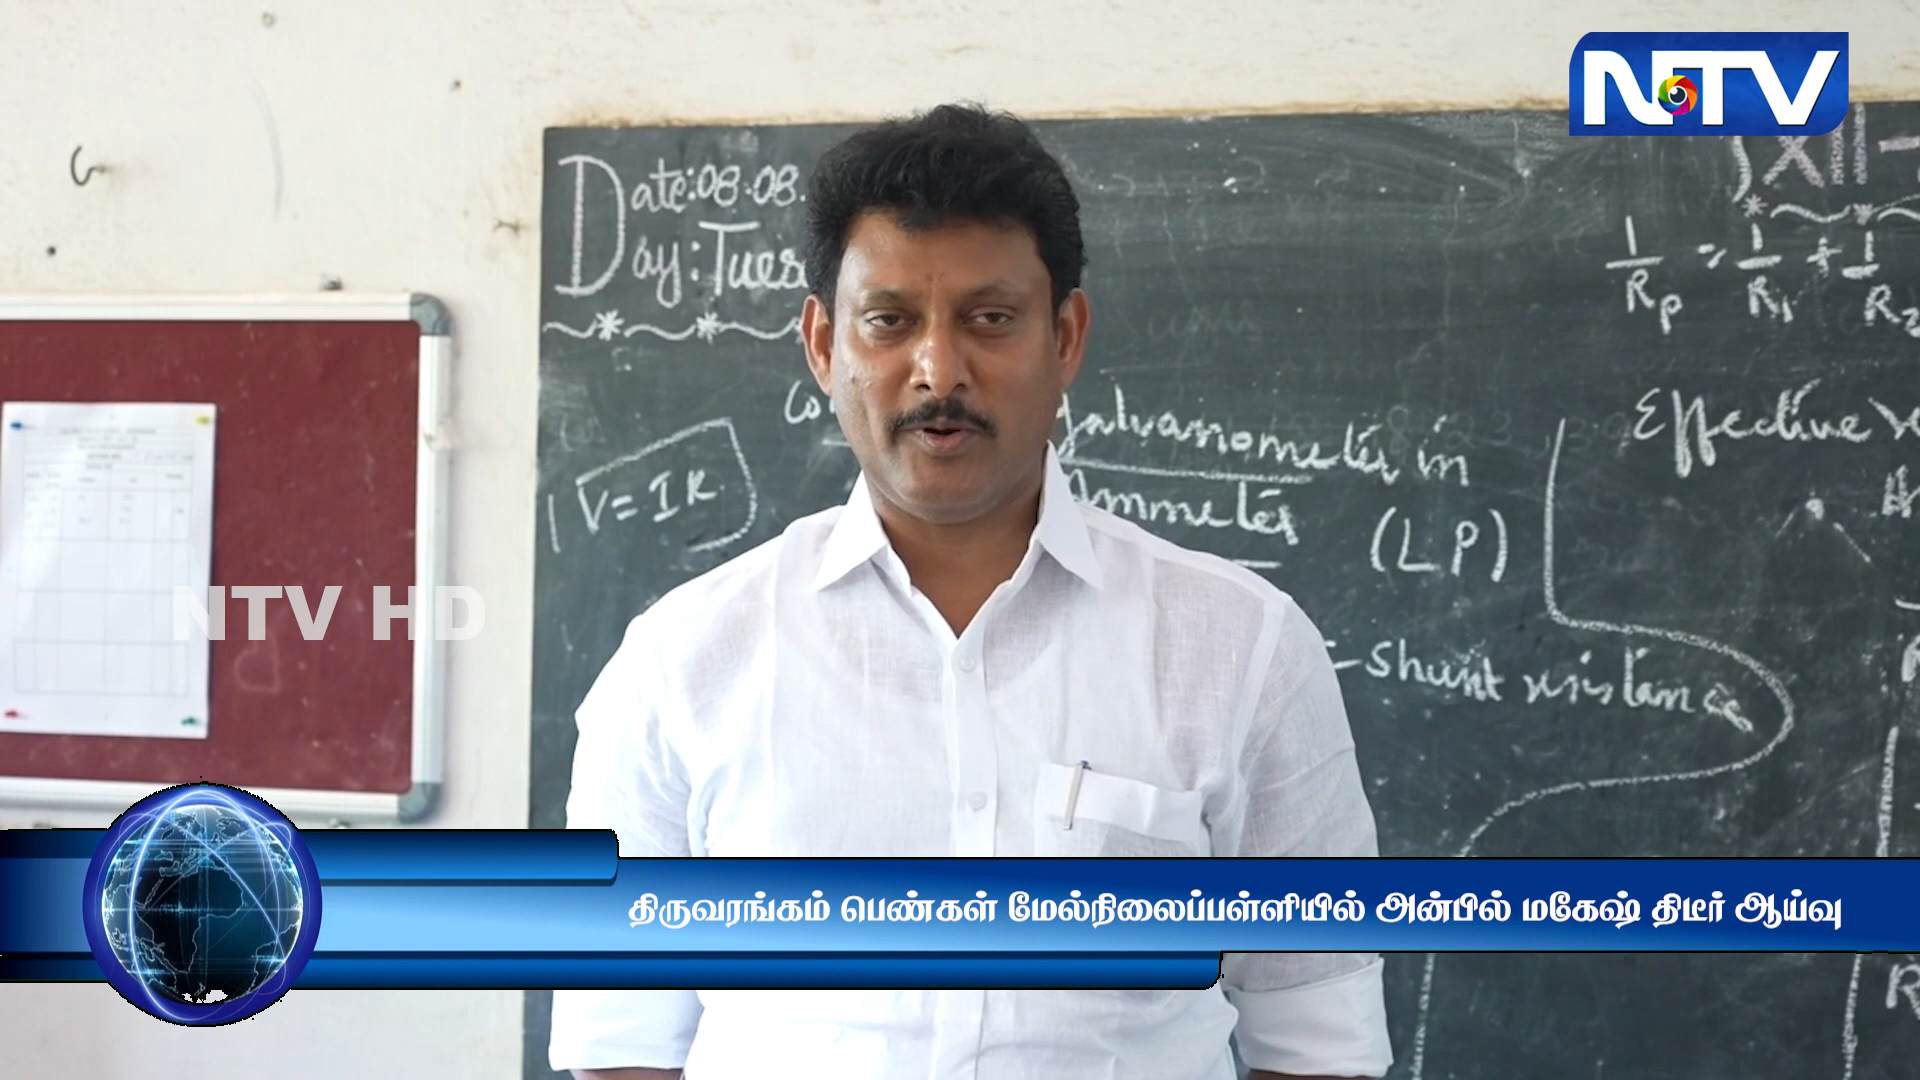 NTV
Date:08.08.
Day:Tues
XII-
1/Rp = 1/R1 + 1/R2
galvanometer in
Ammeter (LP)
V=IR
Effective
-Shunt resistance
NTV HD
திருவரங்கம் பெண்கள் மேல்நிலைப்பள்ளியில் அன்பில் மகேஷ் திடீர் ஆய்வு